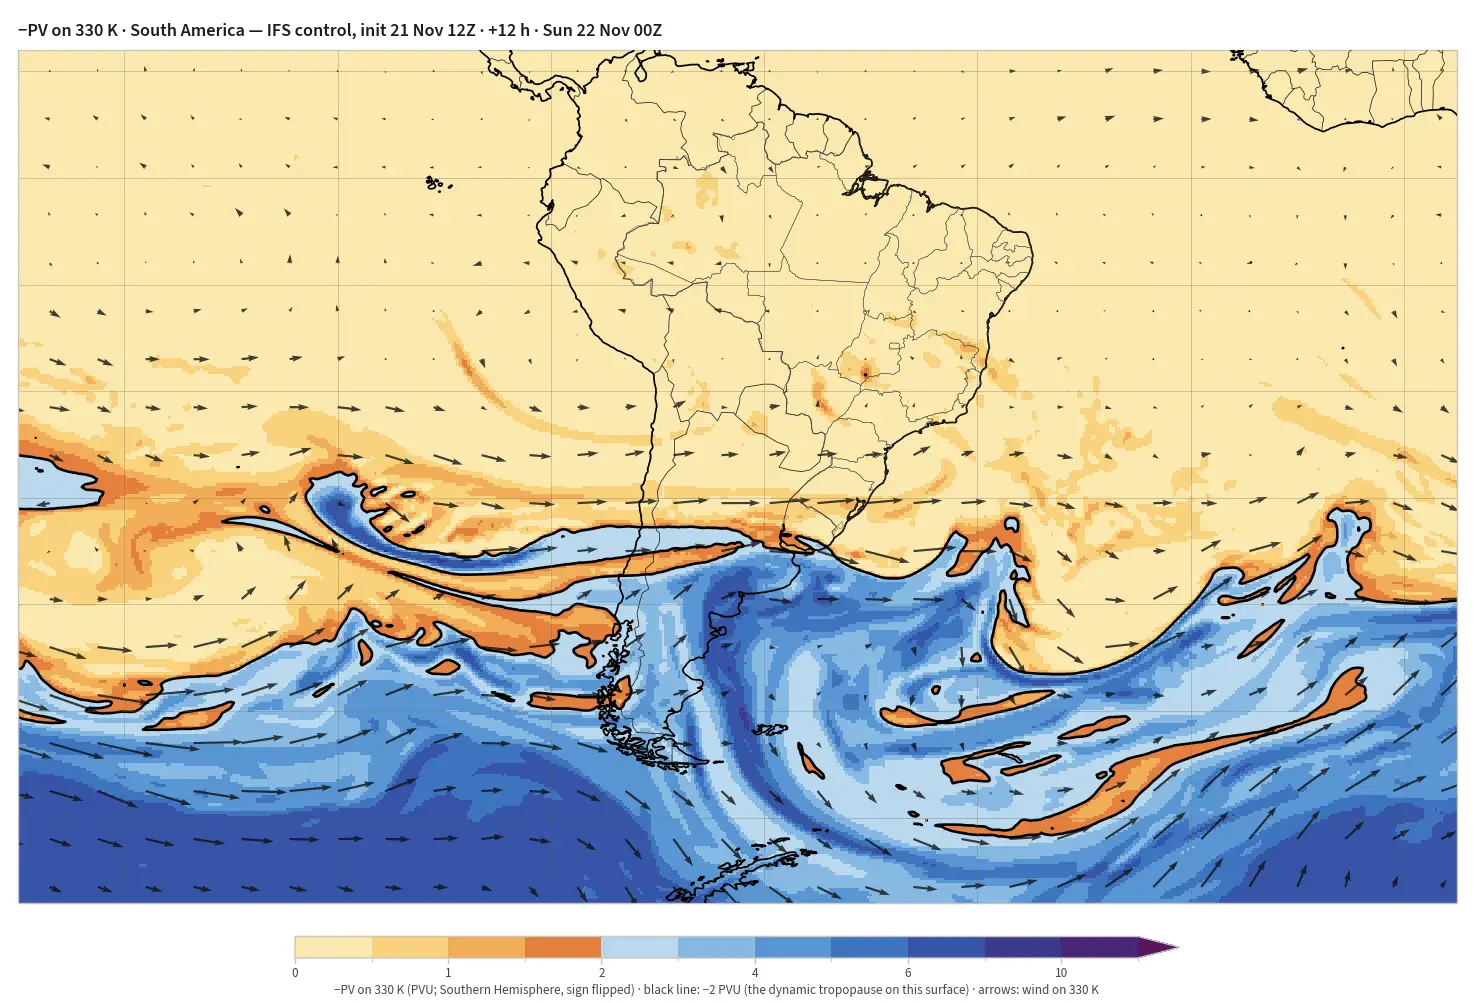 −PV on 330 K · South America — IFS control, init 21 Nov 12Z · +12 h · Sun 22 Nov 00Z
0 1 2 4 6 10
−PV on 330 K (PVU; Southern Hemisphere, sign flipped) · black line: −2 PVU (the dynamic tropopause on this surface) · arrows: wind on 330 K